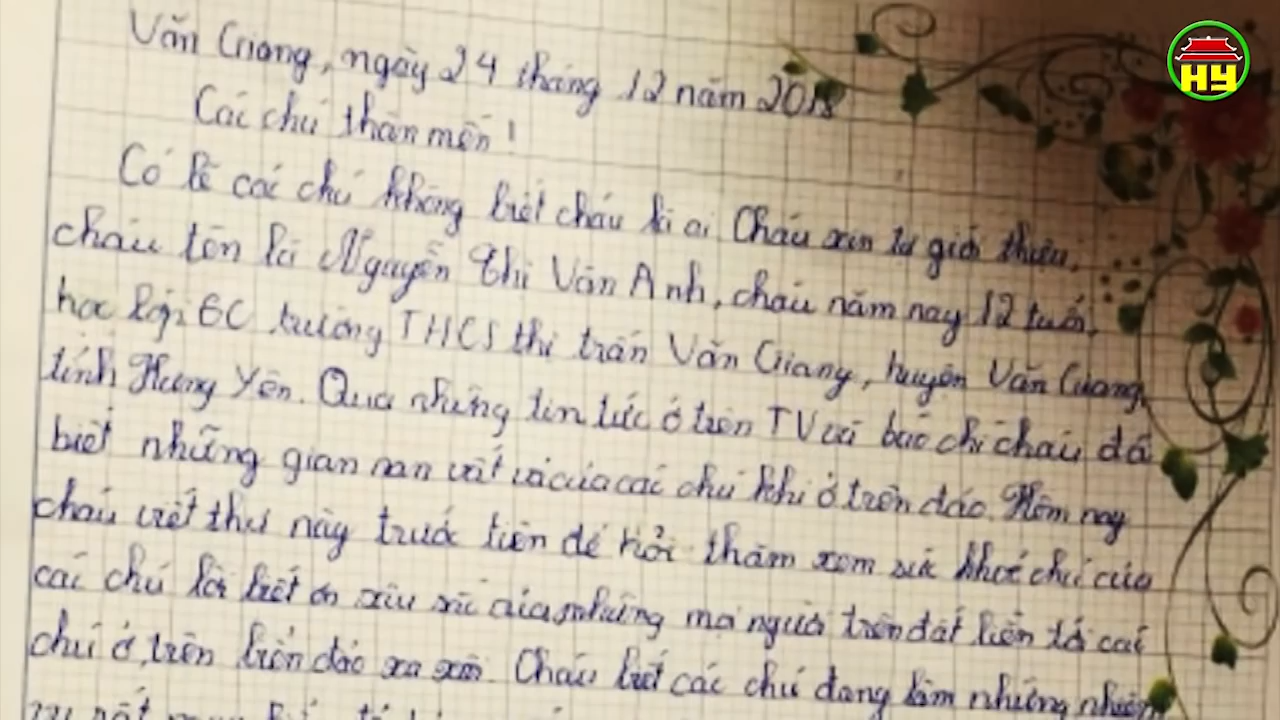 HY
Văn Giang, ngày 24 tháng 12 năm 2018
Các chú thân mến!
Có lẽ các chú không biết cháu là ai Cháu xin tự giới thiệu,
cháu tên là Nguyễn Thị Vân Anh, cháu năm nay 12 tuổi,
học lớp 6C trường THCS thị trấn Văn Giang, huyện Văn Giang,
tỉnh Hưng Yên. Qua những tin tức ở trên TV và báo chí cháu đã
biết những gian nan vất vả của các chú khi ở trên đảo. Hôm nay
cháu viết thư này trước tiên để hỏi thăm xem sức khoẻ chú của
các chú lời biết ơn sâu sắc của những mọi người trên đất liền tới các
chú ở trên biển đảo xa xôi. Cháu biết các chú đang làm những nhiệm